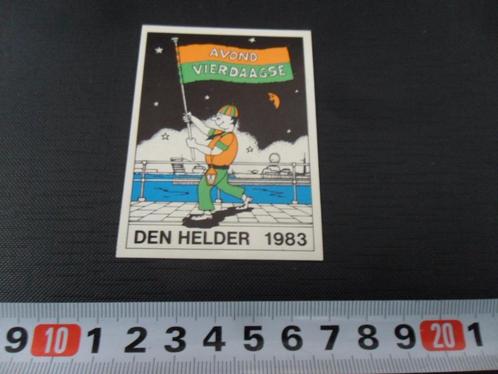 AVOND
VIERDAAGSE
DEN HELDER 1983
9 10 1 2 3 4 5 6 7 8 9 20 1